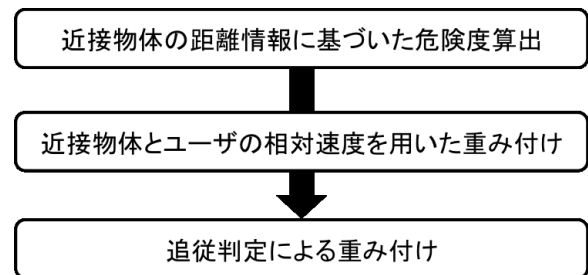 近接物体の距離情報に基づいた危険度算出
近接物体とユーザの相対速度を用いた重み付け
追従判定による重み付け